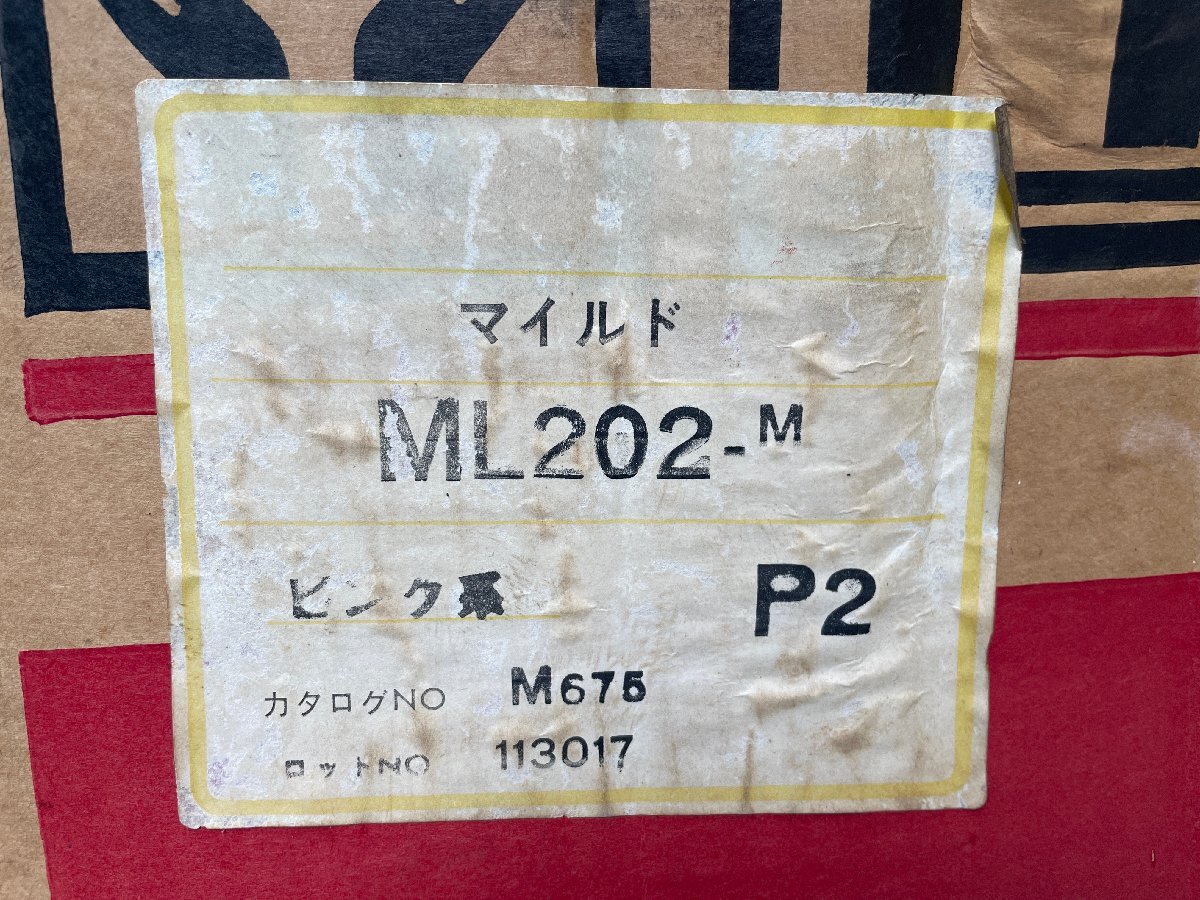 マイルド
ML202-M
ピンク系 P2
カタログNO M675
ロットNO 113017